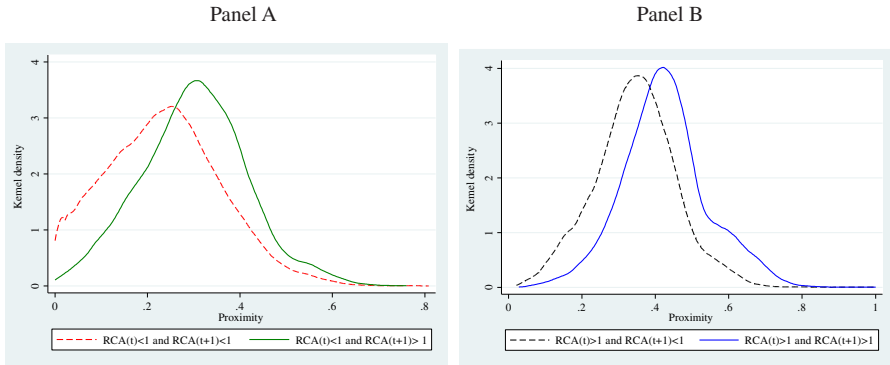 Panel A
Panel B
4
3
2
1
0
Kernel density
0
.2
.4
.6
.8
Proximity
RCA(t)<1 and RCA(t+1)<1
RCA(t)<1 and RCA(t+1)> 1
4
3
2
1
0
Kernel density
0
.2
.4
.6
.8
1
Proximity
RCA(t)>1 and RCA(t+1)<1
RCA(t)>1 and RCA(t+1)>1